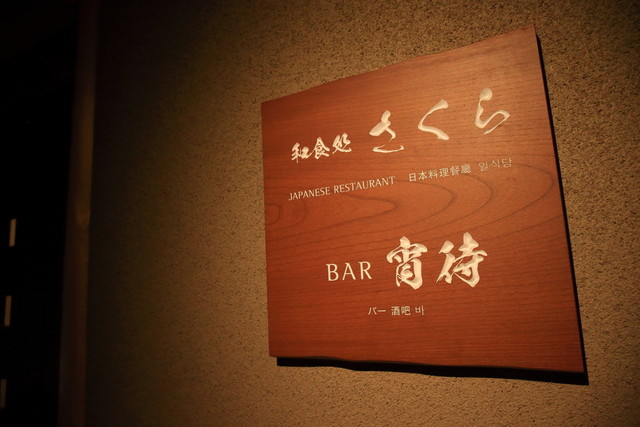 和食処 さくら
JAPANESE RESTAURANT 日本料理餐廳 일식당
BAR 宵待
バー 酒吧 바